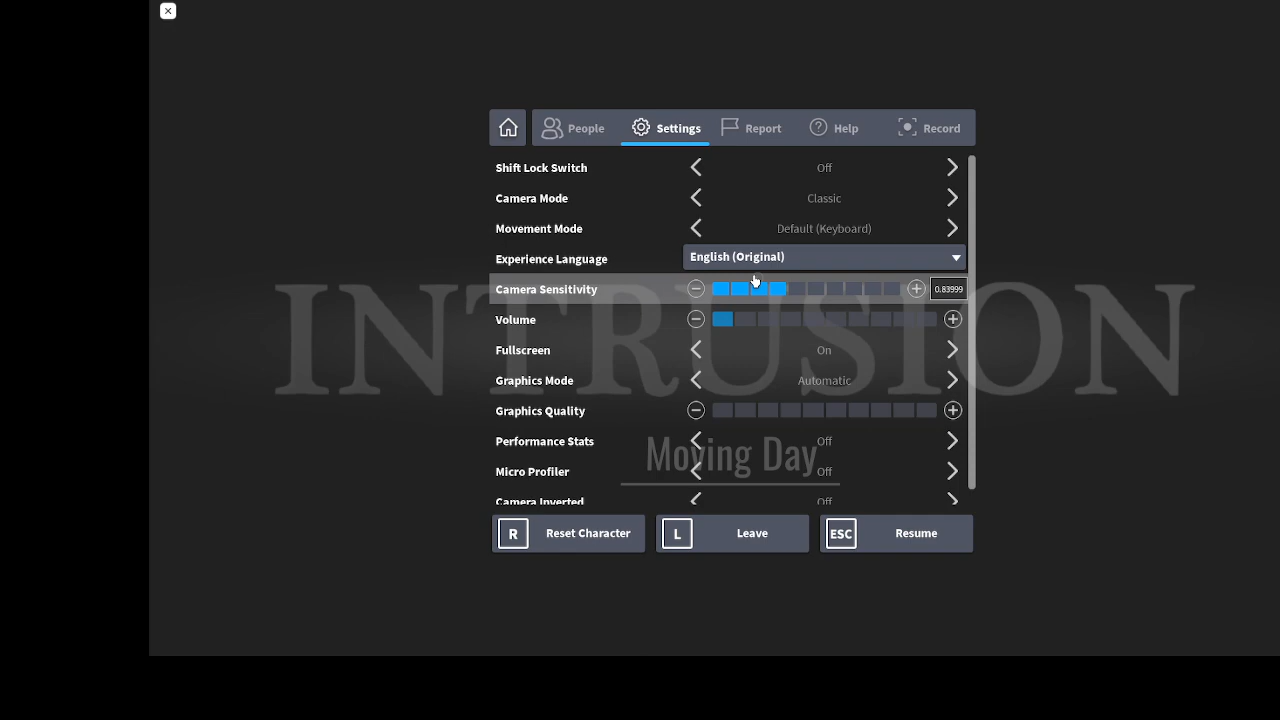 People Settings Report Help Record
Shift Lock Switch Off
Camera Mode Classic
Movement Mode Default (Keyboard)
Experience Language English (Original)
Camera Sensitivity 0.83999
Volume
INTRUSION
Fullscreen On
Graphics Mode Automatic
Graphics Quality
Performance Stats Off
Moving Day
Micro Profiler Off
Camera Inverted Off
R Reset Character L Leave ESC Resume